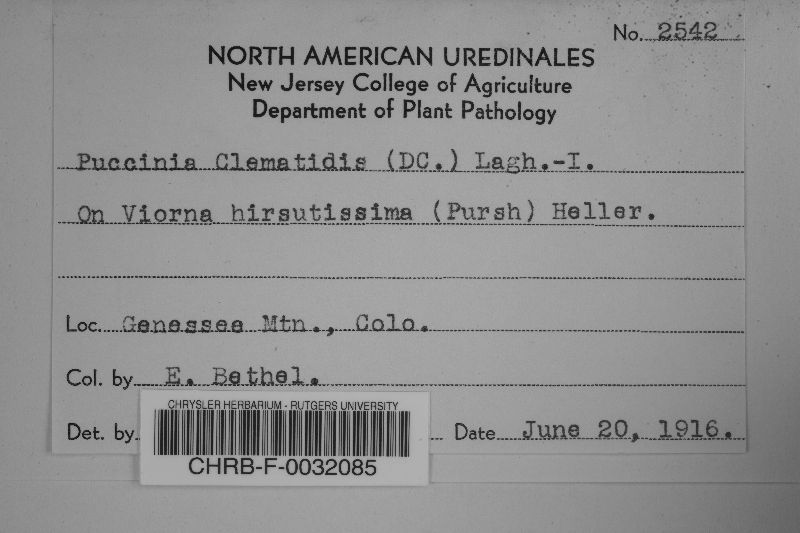 No. 2542
NORTH AMERICAN UREDINALES
New Jersey College of Agriculture
Department of Plant Pathology
Puccinia Clematidis (DC.) Lagh.-I.
On Viorna hirsutissima (Pursh) Heller.
Loc. Genessee Mtn., Colo.
Col. by E. Bethel.
Det. by Date June 20, 1916.
CHRYSLER HERBARIUM - RUTGERS UNIVERSITY
CHRB-F-0032085